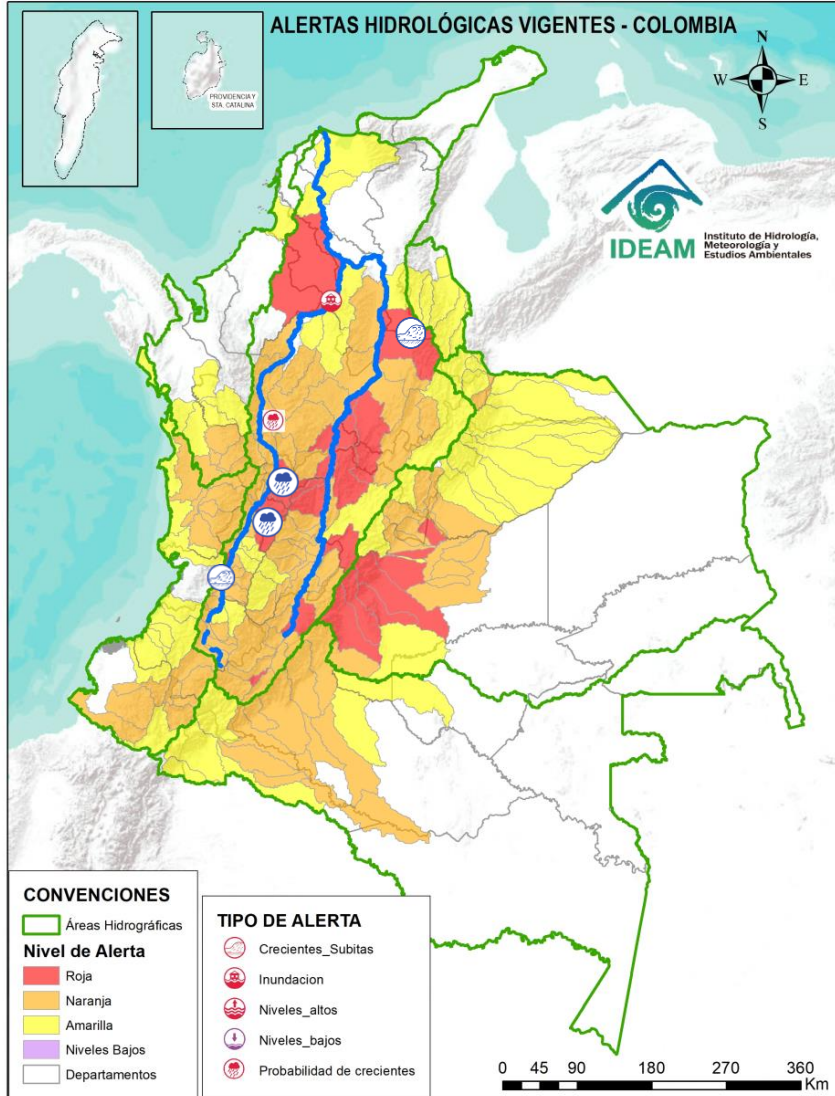 ALERTAS HIDROLÓGICAS VIGENTES - COLOMBIA
PROVIDENCIA Y
STA. CATALINA
N
W
E
S
IDEAM
Instituto de Hidrología,
Meteorología y
Estudios Ambientales
CONVENCIONES
Áreas Hidrográficas
Nivel de Alerta
Roja
Naranja
Amarilla
Niveles Bajos
Departamentos
TIPO DE ALERTA
Crecientes_Subitas
Inundacion
Niveles_altos
Niveles_bajos
Probabilidad de crecientes
0 45 90 180 270 360
Km